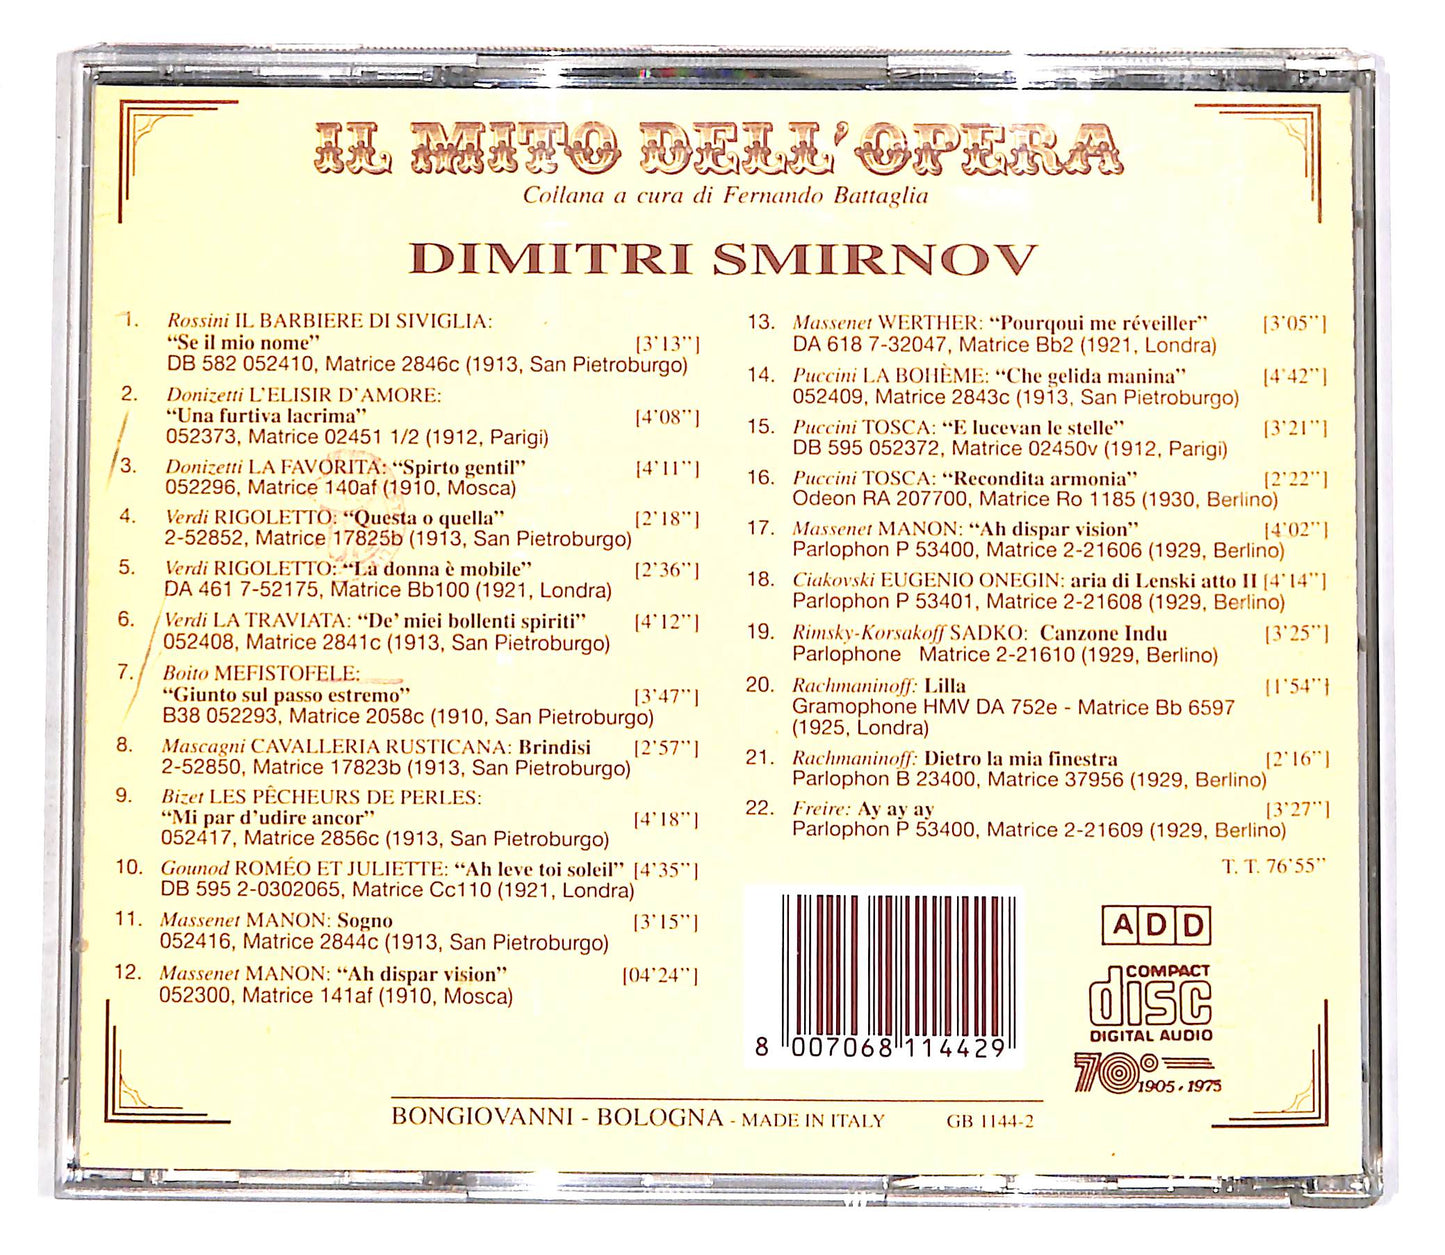 IL MITO DELL'OPERA
Collana a cura di Fernando Battaglia
DIMITRI SMIRNOV
1. Rossini IL BARBIERE DI SIVIGLIA:
“Se il mio nome” [3'13”]
DB 582 052410, Matrice 2846c (1913, San Pietroburgo)
2. Donizetti L'ELISIR D'AMORE:
“Una furtiva lacrima” [4'08”]
052373, Matrice 02451 1/2 (1912, Parigi)
3. Donizetti LA FAVORITA: “Spirto gentil” [4'11”]
052296, Matrice 140af (1910, Mosca)
4. Verdi RIGOLETTO: “Questa o quella” [2'18”]
2-52852, Matrice 17825b (1913, San Pietroburgo)
5. Verdi RIGOLETTO: “La donna è mobile” [2'36”]
DA 461 7-52175, Matrice Bb100 (1921, Londra)
6. Verdi LA TRAVIATA: “De' miei bollenti spiriti” [4'12”]
052408, Matrice 2841c (1913, San Pietroburgo)
7. Boito MEFISTOFELE:
“Giunto sul passo estremo” [3'47”]
B38 052293, Matrice 2058c (1910, San Pietroburgo)
8. Mascagni CAVALLERIA RUSTICANA: Brindisi [2'57”]
2-52850, Matrice 17823b (1913, San Pietroburgo)
9. Bizet LES PÊCHEURS DE PERLES:
“Mi par d'udire ancor” [4'18”]
052417, Matrice 2856c (1913, San Pietroburgo)
10. Gounod ROMÉO ET JULIETTE: “Ah leve toi soleil” [4'35”]
DB 595 2-0302065, Matrice Cc110 (1921, Londra)
11. Massenet MANON: Sogno [3'15”]
052416, Matrice 2844c (1913, San Pietroburgo)
12. Massenet MANON: “Ah dispar vision” [04'24”]
052300, Matrice 141af (1910, Mosca)
13. Massenet WERTHER: “Pourqoui me réveiller” [3'05”]
DA 618 7-32047, Matrice Bb2 (1921, Londra)
14. Puccini LA BOHÈME: “Che gelida manina” [4'42”]
052409, Matrice 2843c (1913, San Pietroburgo)
15. Puccini TOSCA: “E lucevan le stelle” [3'21”]
DB 595 052372, Matrice 02450v (1912, Parigi)
16. Puccini TOSCA: “Recondita armonia” [2'22”]
Odeon RA 207700, Matrice Ro 1185 (1930, Berlino)
17. Massenet MANON: “Ah dispar vision” [4'02”]
Parlophon P 53400, Matrice 2-21606 (1929, Berlino)
18. Ciakovski EUGENIO ONEGIN: aria di Lenski atto II [4'14”]
Parlophon P 53401, Matrice 2-21608 (1929, Berlino)
19. Rimsky-Korsakoff SADKO: Canzone Indu [3'25”]
Parlophone Matrice 2-21610 (1929, Berlino)
20. Rachmaninoff: Lilla [1'54”]
Gramophone HMV DA 752e - Matrice Bb 6597
(1925, Londra)
21. Rachmaninoff: Dietro la mia finestra [2'16”]
Parlophon B 23400, Matrice 37956 (1929, Berlino)
22. Freire: Ay ay ay [3'27”]
Parlophon P 53400, Matrice 2-21609 (1929, Berlino)
T. T. 76'55”
ADD
COMPACT
disc
DIGITAL AUDIO
8 007068 114429
70°
1905 - 1975
BONGIOVANNI - BOLOGNA - MADE IN ITALY GB 1144-2